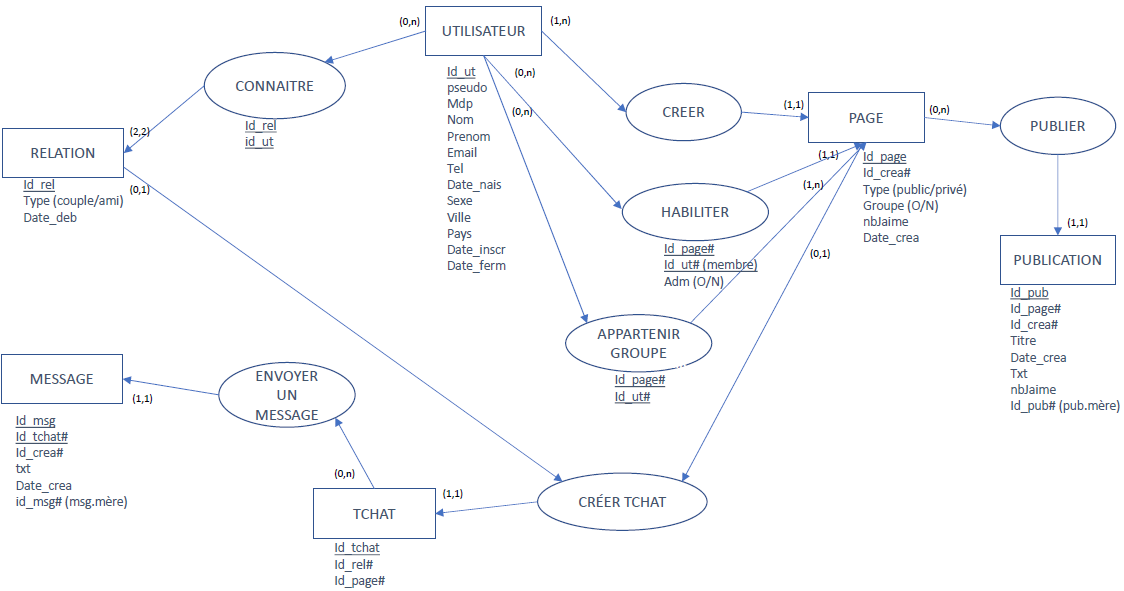 (0,n)
UTILISATEUR
(1,n)
CONNAITRE
Id_rel
id_ut
(2,2)
RELATION
Id_rel
Type (couple/ami)
Date_deb
(0,1)
Id_ut
pseudo
Mdp
Nom
Prenom
Email
Tel
Date_nais
Sexe
Ville
Pays
Date_inscr
Date_ferm
(0,n)
(0,n)
CREER
(1,1)
PAGE
(0,n)
PUBLIER
Id_page
Id_crea#
Type (public/privé)
Groupe (O/N)
nbJaime
Date_crea
(1,1)
(1,n)
HABILITER
Id_page#
Id_ut# (membre)
Adm (O/N)
(0,1)
(1,1)
PUBLICATION
Id_pub
Id_page#
Id_crea#
Titre
Date_crea
Txt
nbJaime
Id_pub# (pub.mère)
APPARTENIR
GROUPE
Id_page#
Id_ut#
MESSAGE
(1,1)
Id_msg
Id_tchat#
Id_crea#
txt
Date_crea
id_msg# (msg.mère)
ENVOYER
UN
MESSAGE
(0,n)
TCHAT
(1,1)
Id_tchat
Id_rel#
Id_page#
CRÉER TCHAT